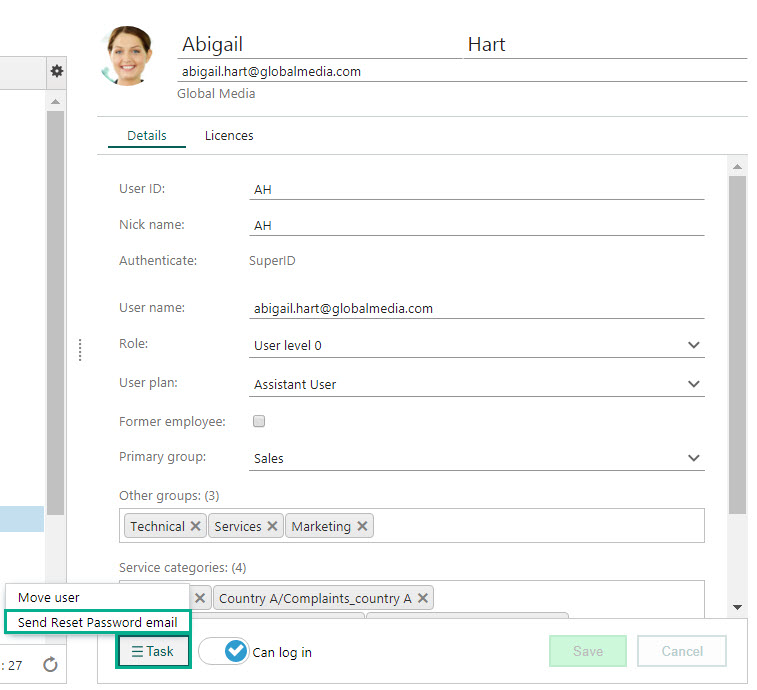 Abigail Hart
abigail.hart@globalmedia.com
Global Media
Details Licences
User ID: AH
Nick name: AH
Authenticate: SuperID
User name: abigail.hart@globalmedia.com
Role: User level 0
User plan: Assistant User
Former employee:
Primary group: Sales
Other groups: (3)
Technical Services Marketing
Service categories: (4)
Country A/Complaints_country A
Move user
Send Reset Password email
Task Can log in Save Cancel
: 27